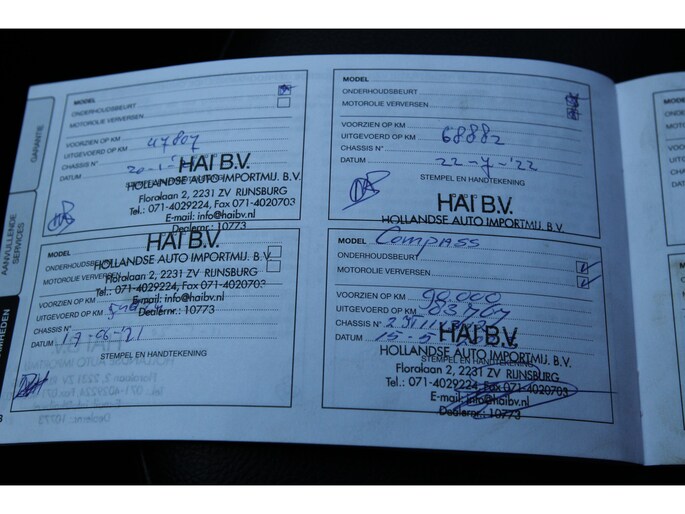 GARANTIE
AANVULLENDE
SERVICES
MODEL
ONDERHOUDSBEURT
MOTOROLIE VERVERSEN
VOORZIEN OP KM
UITGEVOERD OP KM 47807
CHASSIS N°
DATUM 20-1-'
STEMPEL EN HANDTEKENING
HAI B.V.
HOLLANDSE AUTO IMPORTMIJ. B.V.
Floralaan 2, 2231 ZV RIJNSBURG
Tel.: 071-4029224, Fax 071-4020703
E-mail: info@haibv.nl
Dealernr.: 10773
MODEL
ONDERHOUDSBEURT
MOTOROLIE VERVERSEN
VOORZIEN OP KM
UITGEVOERD OP KM
CHASSIS N°
DATUM 17-06-'21
STEMPEL EN HANDTEKENING
HAI B.V.
HOLLANDSE AUTO IMPORTMIJ. B.V.
Floralaan 2, 2231 ZV RIJNSBURG
Tel.: 071-4029224, Fax 071-4020703
E-mail: info@haibv.nl
Dealernr.: 10773
MODEL
ONDERHOUDSBEURT
MOTOROLIE VERVERSEN
VOORZIEN OP KM
UITGEVOERD OP KM 68882
CHASSIS N°
DATUM 22-4-'22
STEMPEL EN HANDTEKENING
HAI B.V.
HOLLANDSE AUTO IMPORTMIJ. B.V.
MODEL Compass
ONDERHOUDSBEURT
MOTOROLIE VERVERSEN
VOORZIEN OP KM 90.000
UITGEVOERD OP KM
CHASSIS N°
DATUM 15-5
HAI B.V.
HOLLANDSE AUTO IMPORTMIJ. B.V.
Floralaan 2, 2231 ZV RIJNSBURG
Tel.: 071-4029224, Fax 071-4020703
E-mail: info@haibv.nl
Dealernr.: 10773